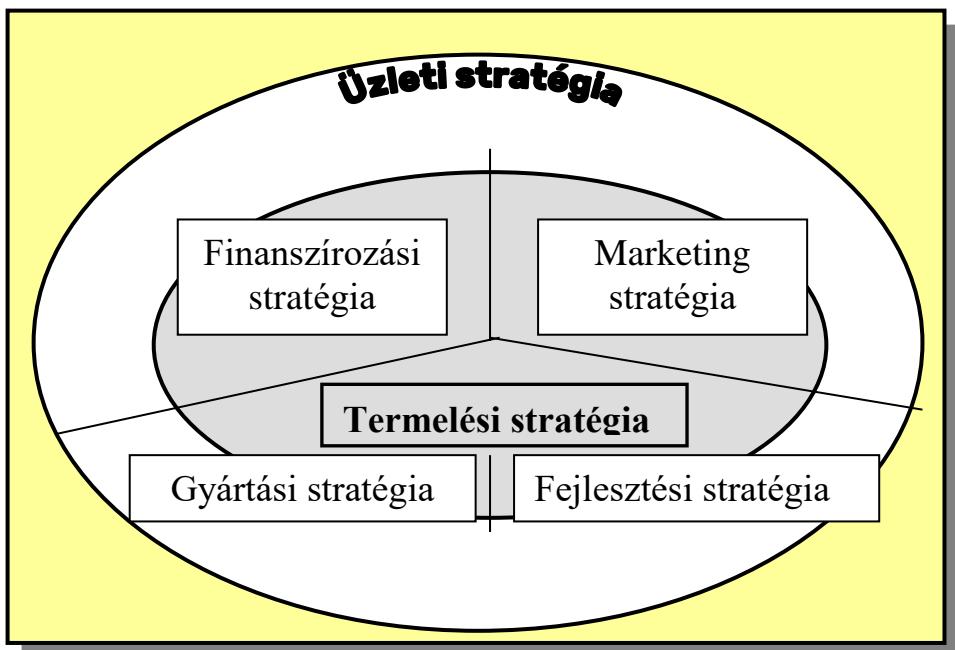 Üzleti stratégia
Finanszírozási
stratégia
Marketing
stratégia
Termelési stratégia
Gyártási stratégia
Fejlesztési stratégia